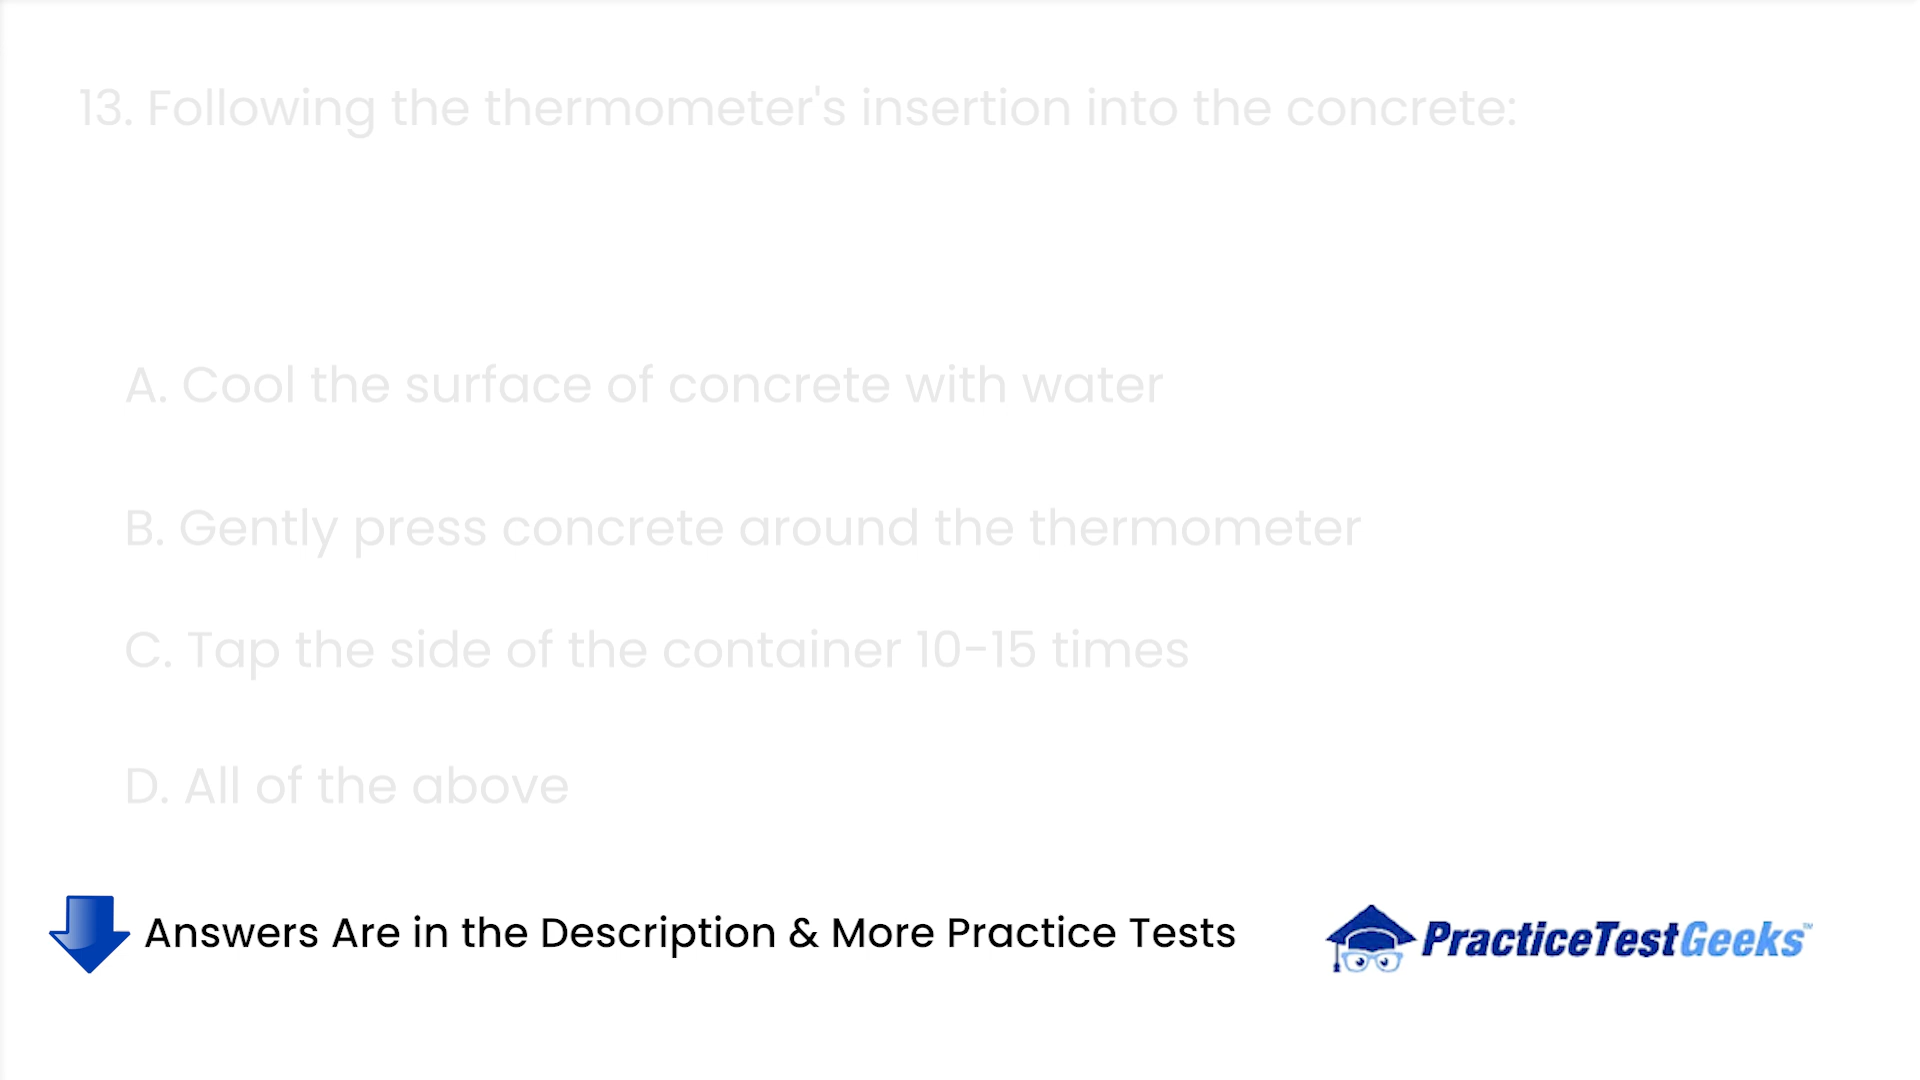 13. Following the thermometer's insertion into the concrete:
A. Cool the surface of concrete with water
B. Gently press concrete around the thermometer
C. Tap the side of the container 10-15 times
D. All of the above
Answers Are in the Description & More Practice Tests
PracticeTestGeeks™